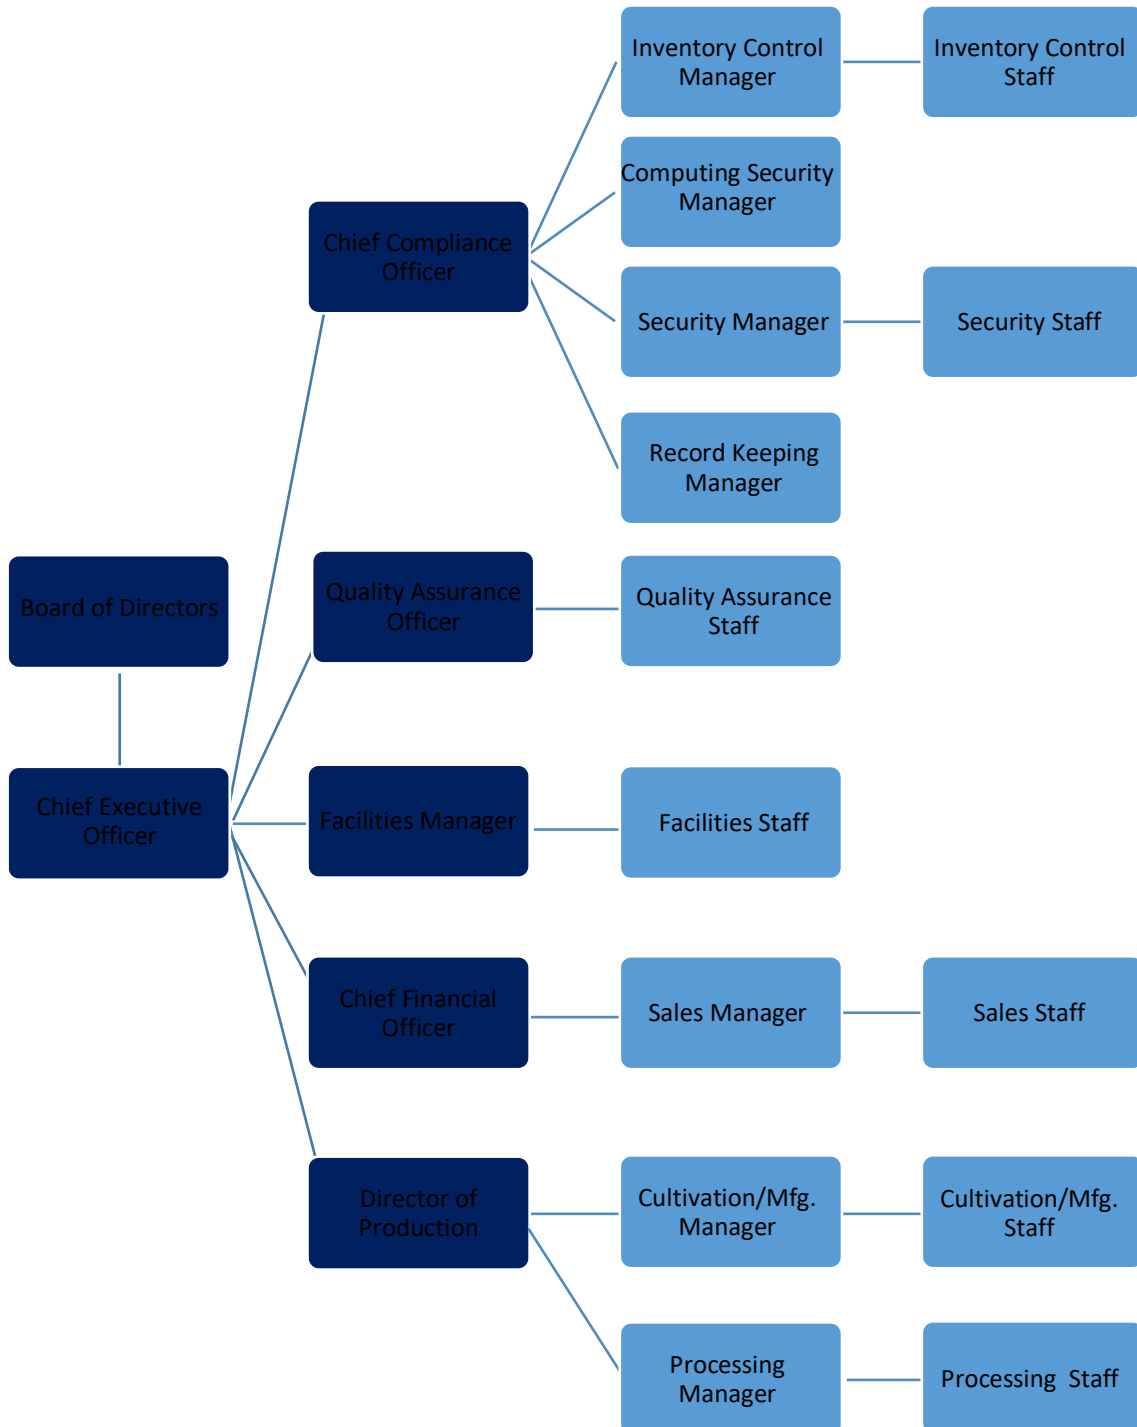 Inventory Control
Manager
Inventory Control
Staff
Computing Security
Manager
Chief Compliance
Officer
Security Manager
Security Staff
Record Keeping
Manager
Board of Directors
Quality Assurance
Officer
Quality Assurance
Staff
Chief Executive
Officer
Facilities Manager
Facilities Staff
Chief Financial
Officer
Sales Manager
Sales Staff
Director of
Production
Cultivation/Mfg.
Manager
Cultivation/Mfg.
Staff
Processing
Manager
Processing  Staff